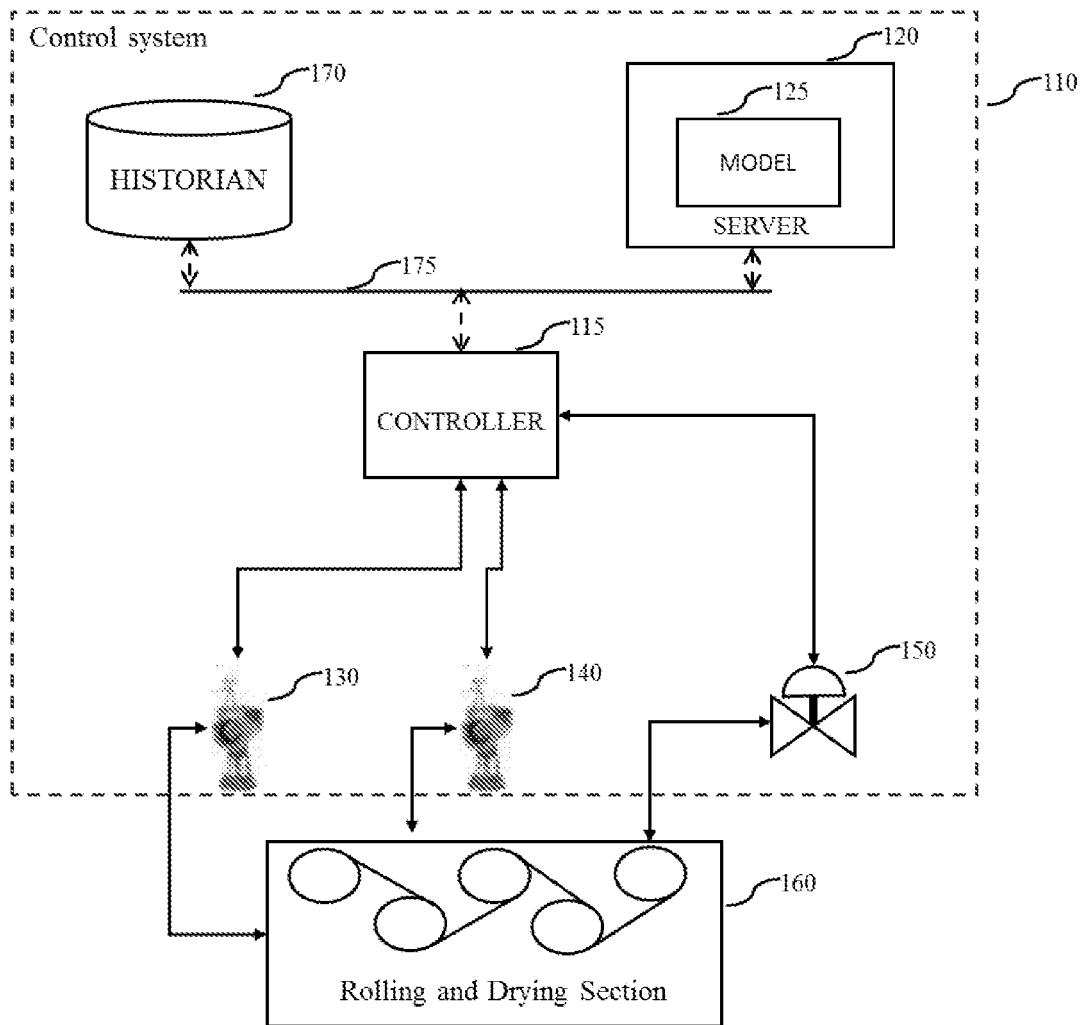 Control system
170
120
110
125
HISTORIAN
MODEL
SERVER
175
115
CONTROLLER
130
140
150
160
Rolling and Drying Section